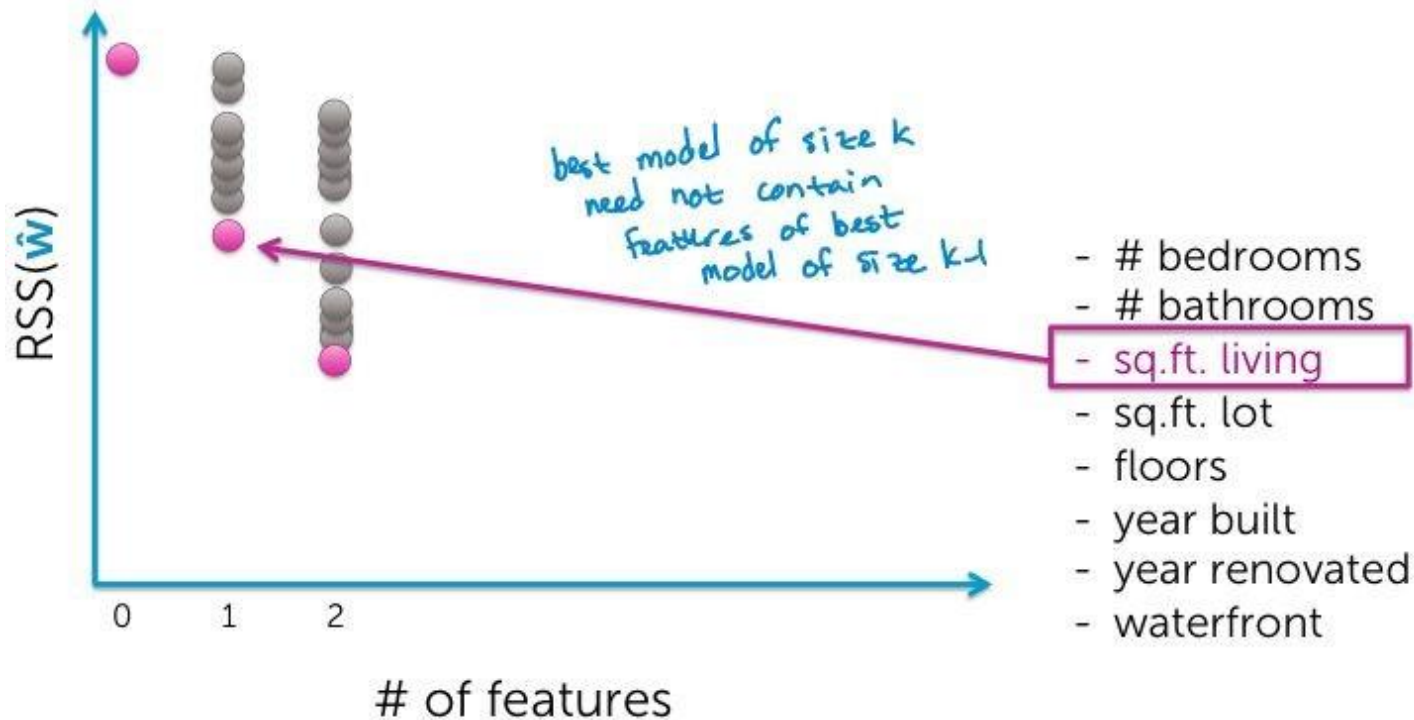 RSS(ŵ)
best model of size k
need not contain
features of best
model of size k-1
- # bedrooms
- # bathrooms
- sq.ft. living
- sq.ft. lot
- floors
- year built
- year renovated
- waterfront
0 1 2
# of features